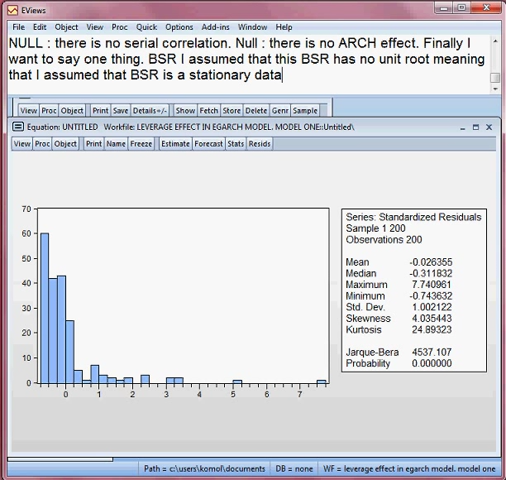 EViews
File Edit Object View Proc Quick Options Add-ins Window Help
NULL : there is no serial correlation. Null : there is no ARCH effect. Finally I
want to say one thing. BSR I assumed that this BSR has no unit root meaning
that I assumed that BSR is a stationary data
View Proc Object Print Save Details+/- Show Fetch Store Delete Genr Sample
Equation: UNTITLED Workfile: LEVERAGE EFFECT IN EGARCH MODEL. MODEL ONE::Untitled\
View Proc Object Print Name Freeze Estimate Forecast Stats Resids
70
60
50
40
30
20
10
0
0 1 2 3 4 5 6 7
Series: Standardized Residuals
Sample 1 200
Observations 200
Mean -0.026355
Median -0.311832
Maximum 7.740961
Minimum -0.743632
Std. Dev. 1.002122
Skewness 4.035443
Kurtosis 24.89323
Jarque-Bera 4537.107
Probability 0.000000
Path = c:\users\komol\documents DB = none WF = leverage effect in egarch model. model one